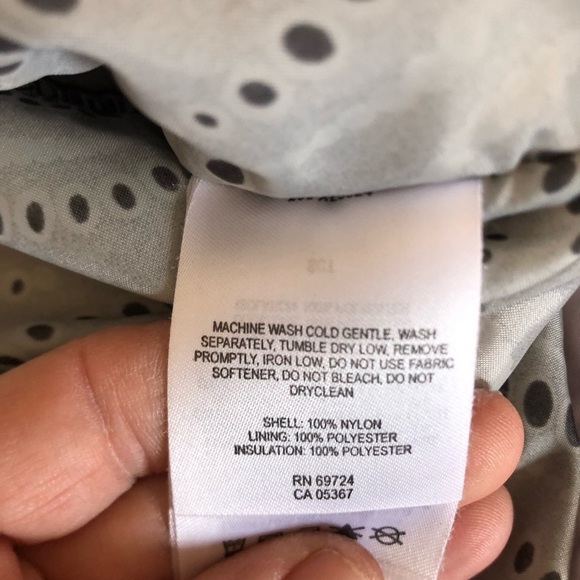 MACHINE WASH COLD GENTLE, WASH
SEPARATELY, TUMBLE DRY LOW, REMOVE
PROMPTLY, IRON LOW, DO NOT USE FABRIC
SOFTENER, DO NOT BLEACH, DO NOT
DRYCLEAN
SHELL: 100% NYLON
LINING: 100% POLYESTER
INSULATION: 100% POLYESTER
RN 69724
CA 05367